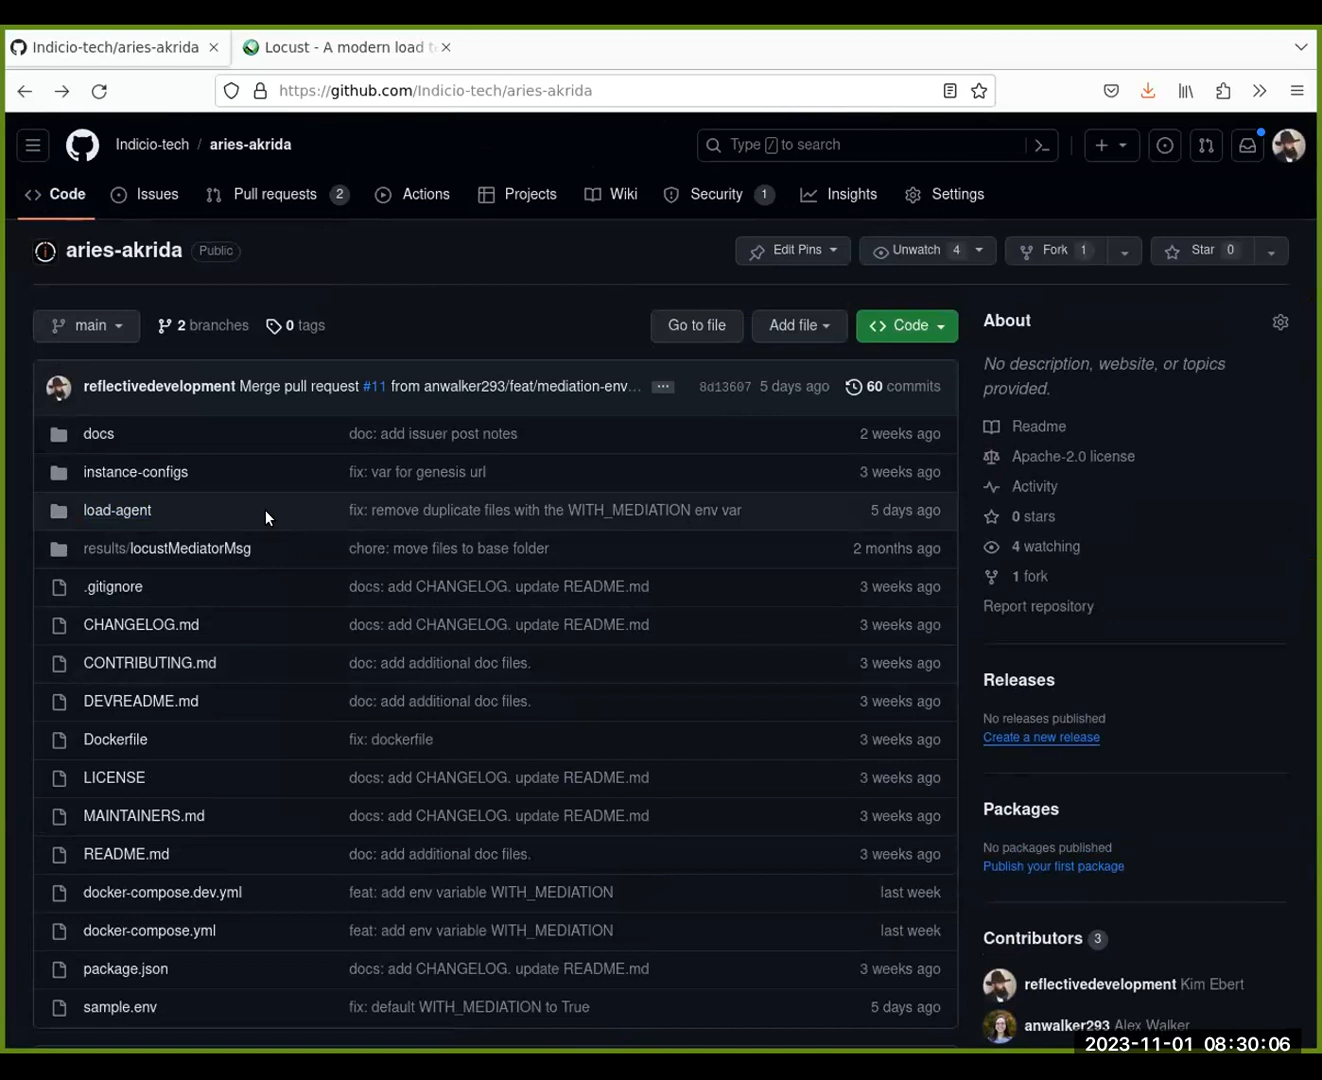 Indicio-tech/aries-akrida
Locust - A modern load t
https://github.com/Indicio-tech/aries-akrida
Indicio-tech / aries-akrida
Type / to search
Code Issues Pull requests 2 Actions Projects Wiki Security 1 Insights Settings
aries-akrida Public
Edit Pins Unwatch 4 Fork 1 Star 0
main 2 branches 0 tags
Go to file Add file Code
reflectivedevelopment Merge pull request #11 from anwalker293/feat/mediation-env... 8d13607 5 days ago 60 commits
docs doc: add issuer post notes 2 weeks ago
instance-configs fix: var for genesis url 3 weeks ago
load-agent fix: remove duplicate files with the WITH_MEDIATION env var 5 days ago
results/locustMediatorMsg chore: move files to base folder 2 months ago
.gitignore docs: add CHANGELOG. update README.md 3 weeks ago
CHANGELOG.md docs: add CHANGELOG. update README.md 3 weeks ago
CONTRIBUTING.md doc: add additional doc files. 3 weeks ago
DEVREADME.md doc: add additional doc files. 3 weeks ago
Dockerfile fix: dockerfile 3 weeks ago
LICENSE docs: add CHANGELOG. update README.md 3 weeks ago
MAINTAINERS.md docs: add CHANGELOG. update README.md 3 weeks ago
README.md doc: add additional doc files. 3 weeks ago
docker-compose.dev.yml feat: add env variable WITH_MEDIATION last week
docker-compose.yml feat: add env variable WITH_MEDIATION last week
package.json docs: add CHANGELOG. update README.md 3 weeks ago
sample.env fix: default WITH_MEDIATION to True 5 days ago
About
No description, website, or topics
provided.
Readme
Apache-2.0 license
Activity
0 stars
4 watching
1 fork
Report repository
Releases
No releases published
Create a new release
Packages
No packages published
Publish your first package
Contributors 3
reflectivedevelopment Kim Ebert
anwalker293 Alex Walker
2023-11-01 08:30:06